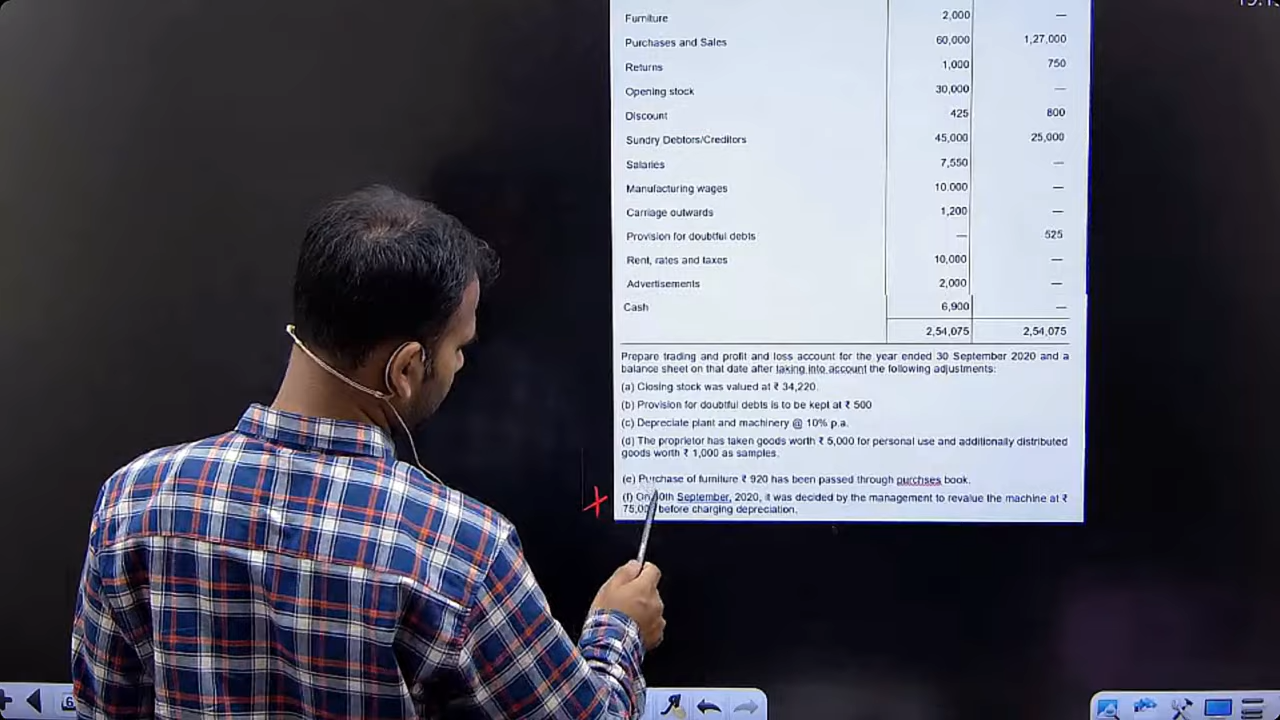 Furniture 2,000 —
Purchases and Sales 60,000 1,27,000
Returns 1,000 750
Opening stock 30,000 —
Discount 425 800
Sundry Debtors/Creditors 45,000 25,000
Salaries 7,550 —
Manufacturing wages 10,000 —
Carriage outwards 1,200 —
Provision for doubtful debts — 525
Rent, rates and taxes 10,000 —
Advertisements 2,000 —
Cash 6,900 —
2,54,075 2,54,075
Prepare trading and profit and loss account for the year ended 30 September 2020 and a
balance sheet on that date after taking into account the following adjustments:
(a) Closing stock was valued at ₹ 34,220.
(b) Provision for doubtful debts is to be kept at ₹ 500
(c) Depreciate plant and machinery @ 10% p.a.
(d) The proprietor has taken goods worth ₹ 5,000 for personal use and additionally distributed
goods worth ₹ 1,000 as samples.
(e) Purchase of furniture ₹ 920 has been passed through purchses book.
(f) On September, 2020, it was decided by the management to revalue the machine at ₹
before charging depreciation.